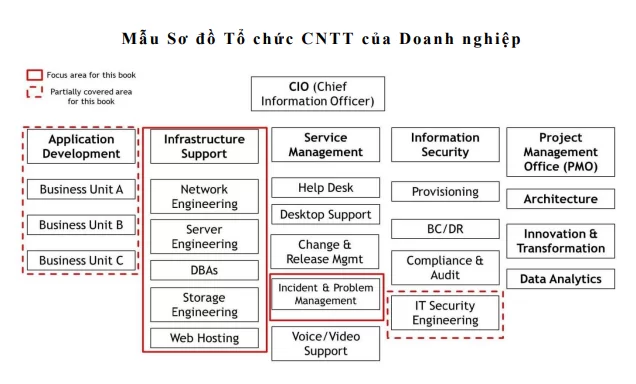 Mẫu Sơ đồ Tổ chức CNTT của Doanh nghiệp
Focus area for this book
Partially covered area
for this book
CIO (Chief
Information Officer)
Application
Development
Business Unit A
Business Unit B
Business Unit C
Infrastructure
Support
Network
Engineering
Server
Engineering
DBAs
Storage
Engineering
Web Hosting
Service
Management
Help Desk
Desktop Support
Change &
Release Mgmt
Incident & Problem
Management
Voice/Video
Support
Information
Security
Provisioning
BC/DR
Compliance &
Audit
IT Security
Engineering
Project
Management
Office (PMO)
Architecture
Innovation &
Transformation
Data Analytics